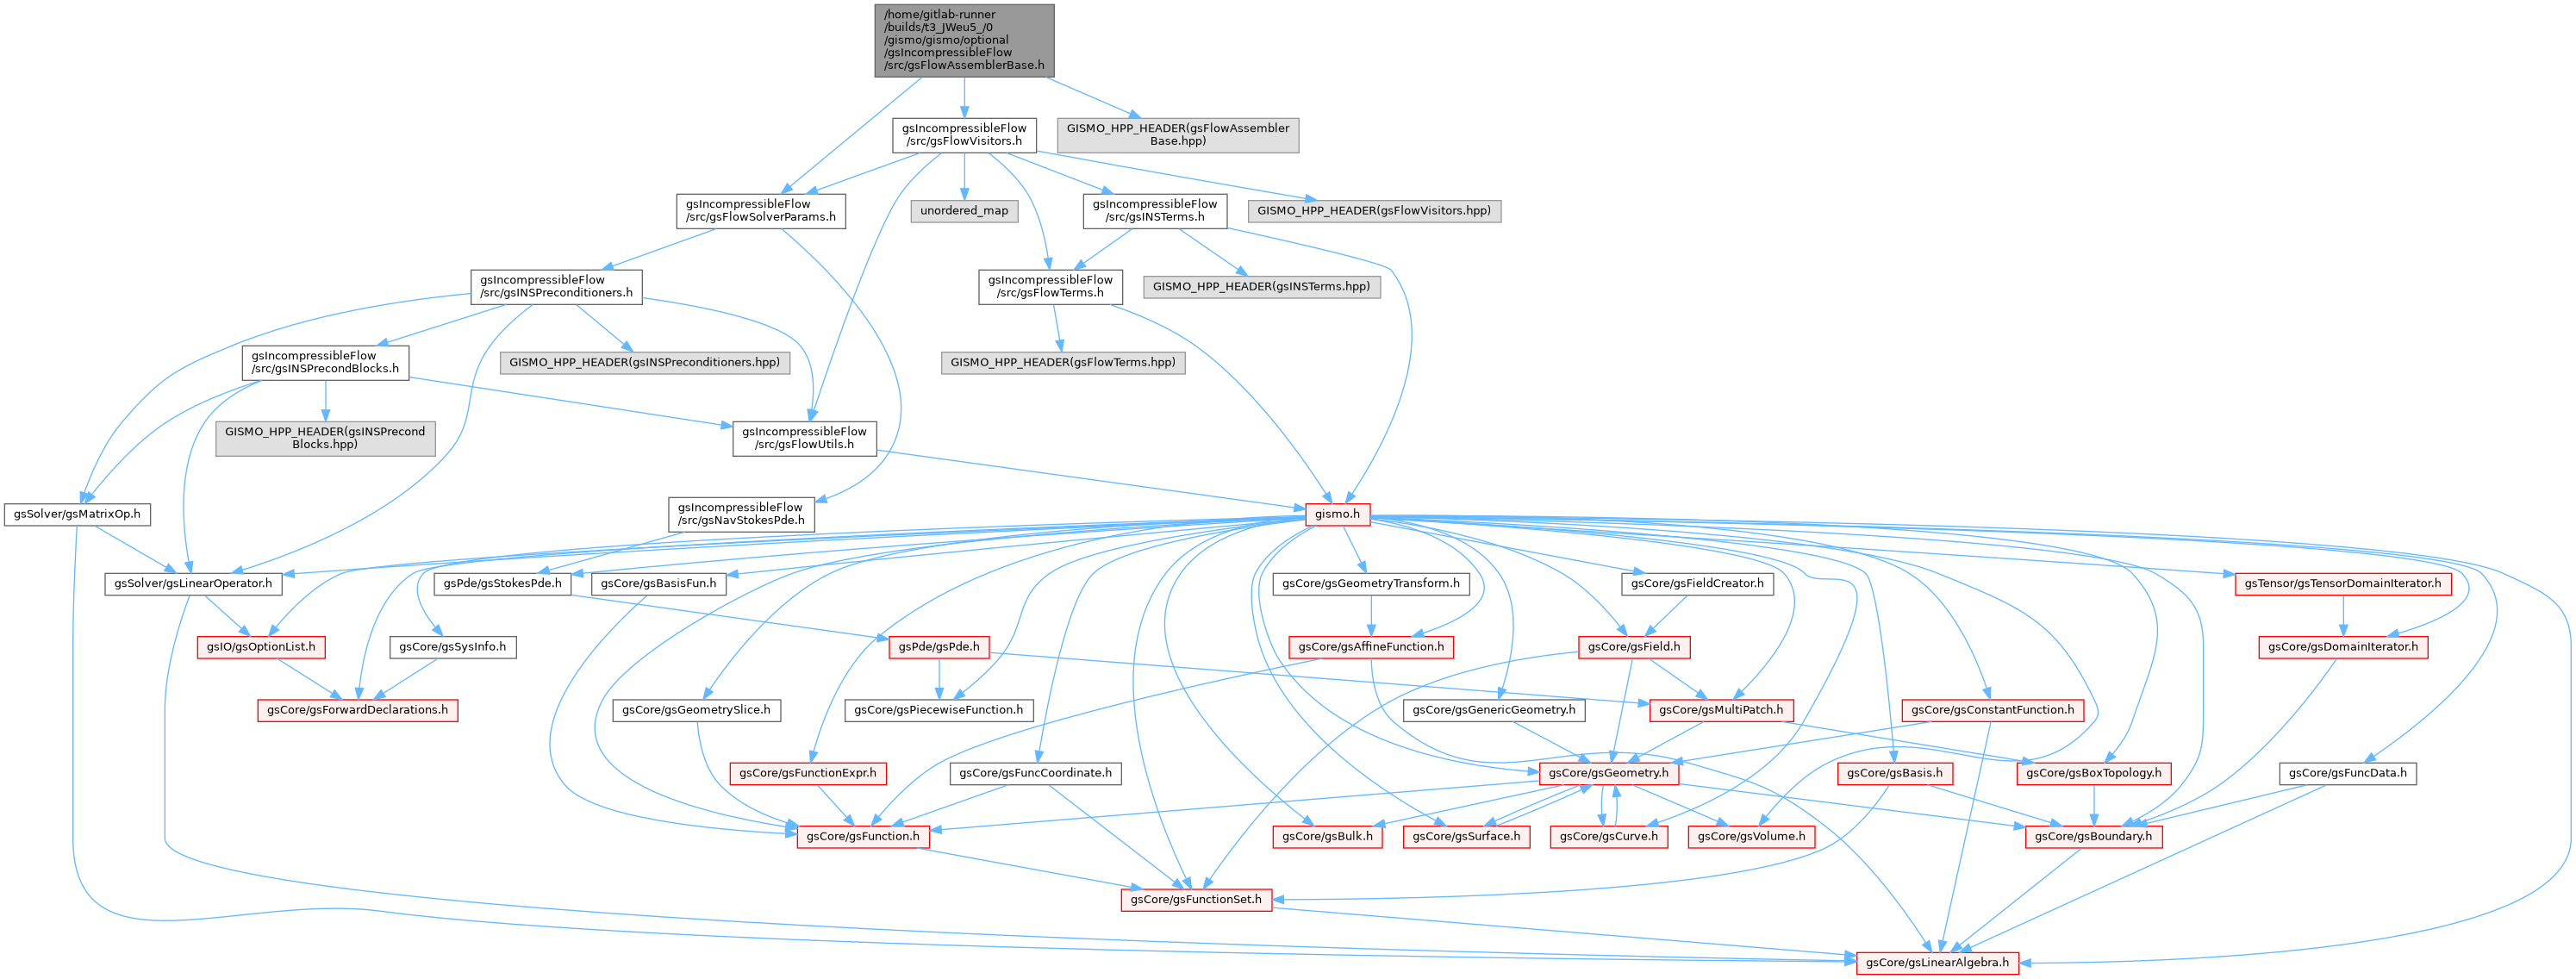 /home/gitlab-runner
/builds/t3_JWeu5_/0
/gismo/gismo/optional
/gsIncompressibleFlow
/src/gsFlowAssemblerBase.h
gsIncompressibleFlow
/src/gsFlowVisitors.h
GISMO_HPP_HEADER(gsFlowAssembler
Base.hpp)
gsIncompressibleFlow
/src/gsFlowSolverParams.h
unordered_map
gsIncompressibleFlow
/src/gsINSTerms.h
GISMO_HPP_HEADER(gsFlowVisitors.hpp)
gsIncompressibleFlow
/src/gsINSPreconditioners.h
gsIncompressibleFlow
/src/gsFlowTerms.h
GISMO_HPP_HEADER(gsINSTerms.hpp)
gsIncompressibleFlow
/src/gsINSPrecondBlocks.h
GISMO_HPP_HEADER(gsINSPreconditioners.hpp)
GISMO_HPP_HEADER(gsFlowTerms.hpp)
GISMO_HPP_HEADER(gsINSPrecond
Blocks.hpp)
gsIncompressibleFlow
/src/gsFlowUtils.h
gsSolver/gsMatrixOp.h
gsIncompressibleFlow
/src/gsNavStokesPde.h
gismo.h
gsSolver/gsLinearOperator.h
gsPde/gsStokesPde.h
gsCore/gsBasisFun.h
gsCore/gsGeometryTransform.h
gsCore/gsFieldCreator.h
gsTensor/gsTensorDomainIterator.h
gsIO/gsOptionList.h
gsCore/gsSysInfo.h
gsPde/gsPde.h
gsCore/gsAffineFunction.h
gsCore/gsField.h
gsCore/gsDomainIterator.h
gsCore/gsForwardDeclarations.h
gsCore/gsGeometrySlice.h
gsCore/gsPiecewiseFunction.h
gsCore/gsGenericGeometry.h
gsCore/gsMultiPatch.h
gsCore/gsConstantFunction.h
gsCore/gsFunctionExpr.h
gsCore/gsFuncCoordinate.h
gsCore/gsGeometry.h
gsCore/gsBasis.h
gsCore/gsBoxTopology.h
gsCore/gsFuncData.h
gsCore/gsFunction.h
gsCore/gsBulk.h
gsCore/gsSurface.h
gsCore/gsCurve.h
gsCore/gsVolume.h
gsCore/gsBoundary.h
gsCore/gsFunctionSet.h
gsCore/gsLinearAlgebra.h